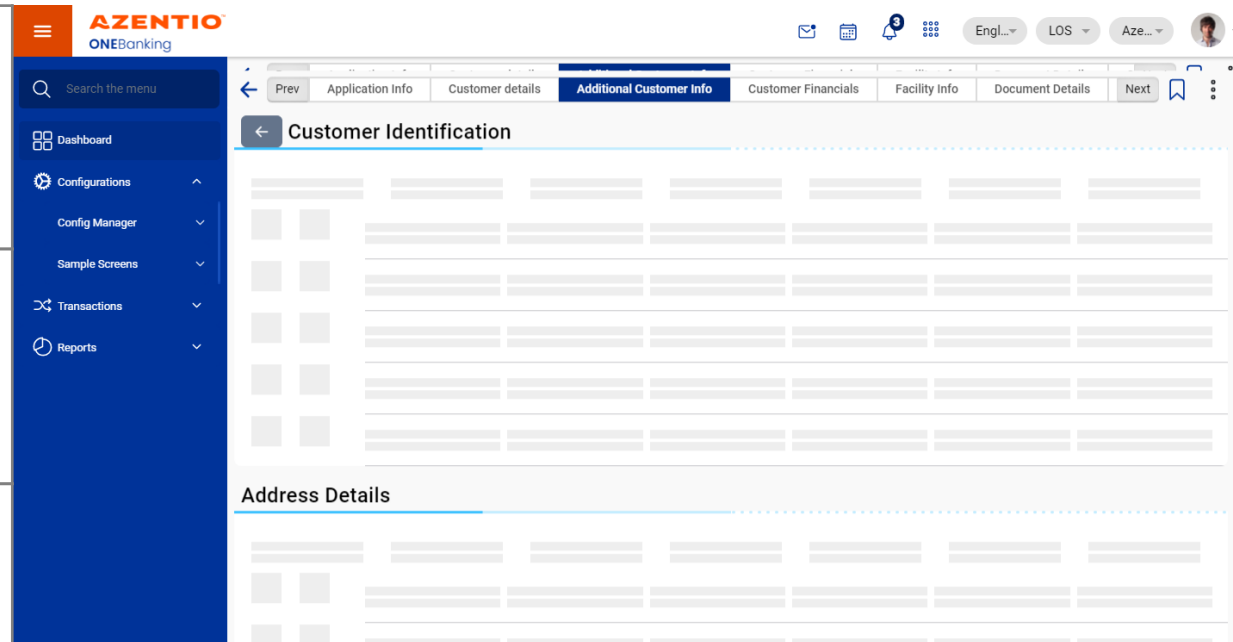 AZENTIO
ONEBanking
3
Engl...
LOS
Aze...
Search the menu
Dashboard
Configurations
Config Manager
Sample Screens
Transactions
Reports
Prev
Application Info
Customer details
Additional Customer Info
Customer Financials
Facility Info
Document Details
Next
Customer Identification
Address Details